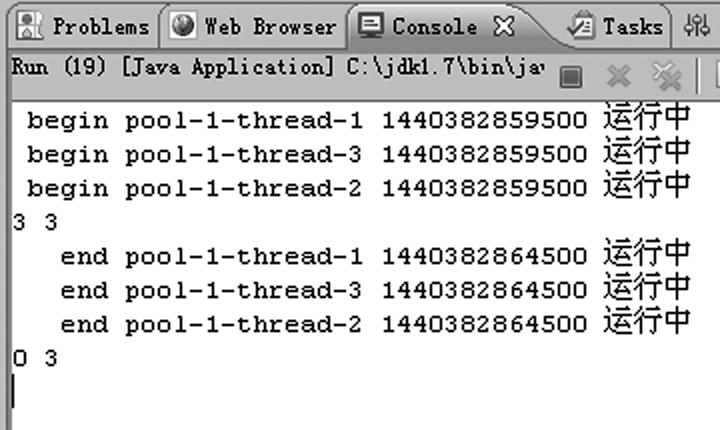 Problems Web Browser Console Tasks
Run (19) [Java Application] C:\jdk1.7\bin\jav
begin pool-1-thread-1 1440382859500 运行中
begin pool-1-thread-3 1440382859500 运行中
begin pool-1-thread-2 1440382859500 运行中
3 3
end pool-1-thread-1 1440382864500 运行中
end pool-1-thread-3 1440382864500 运行中
end pool-1-thread-2 1440382864500 运行中
0 3